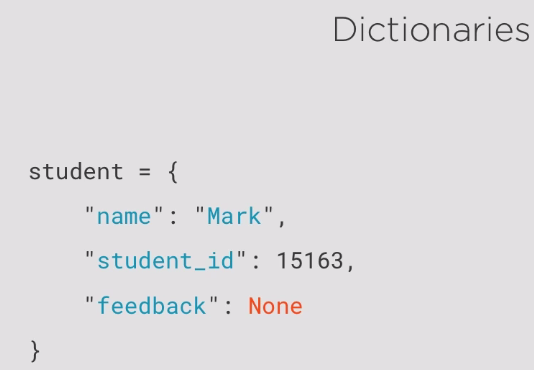 Dictionaries
student = {
    "name": "Mark",
    "student_id": 15163,
    "feedback": None
}